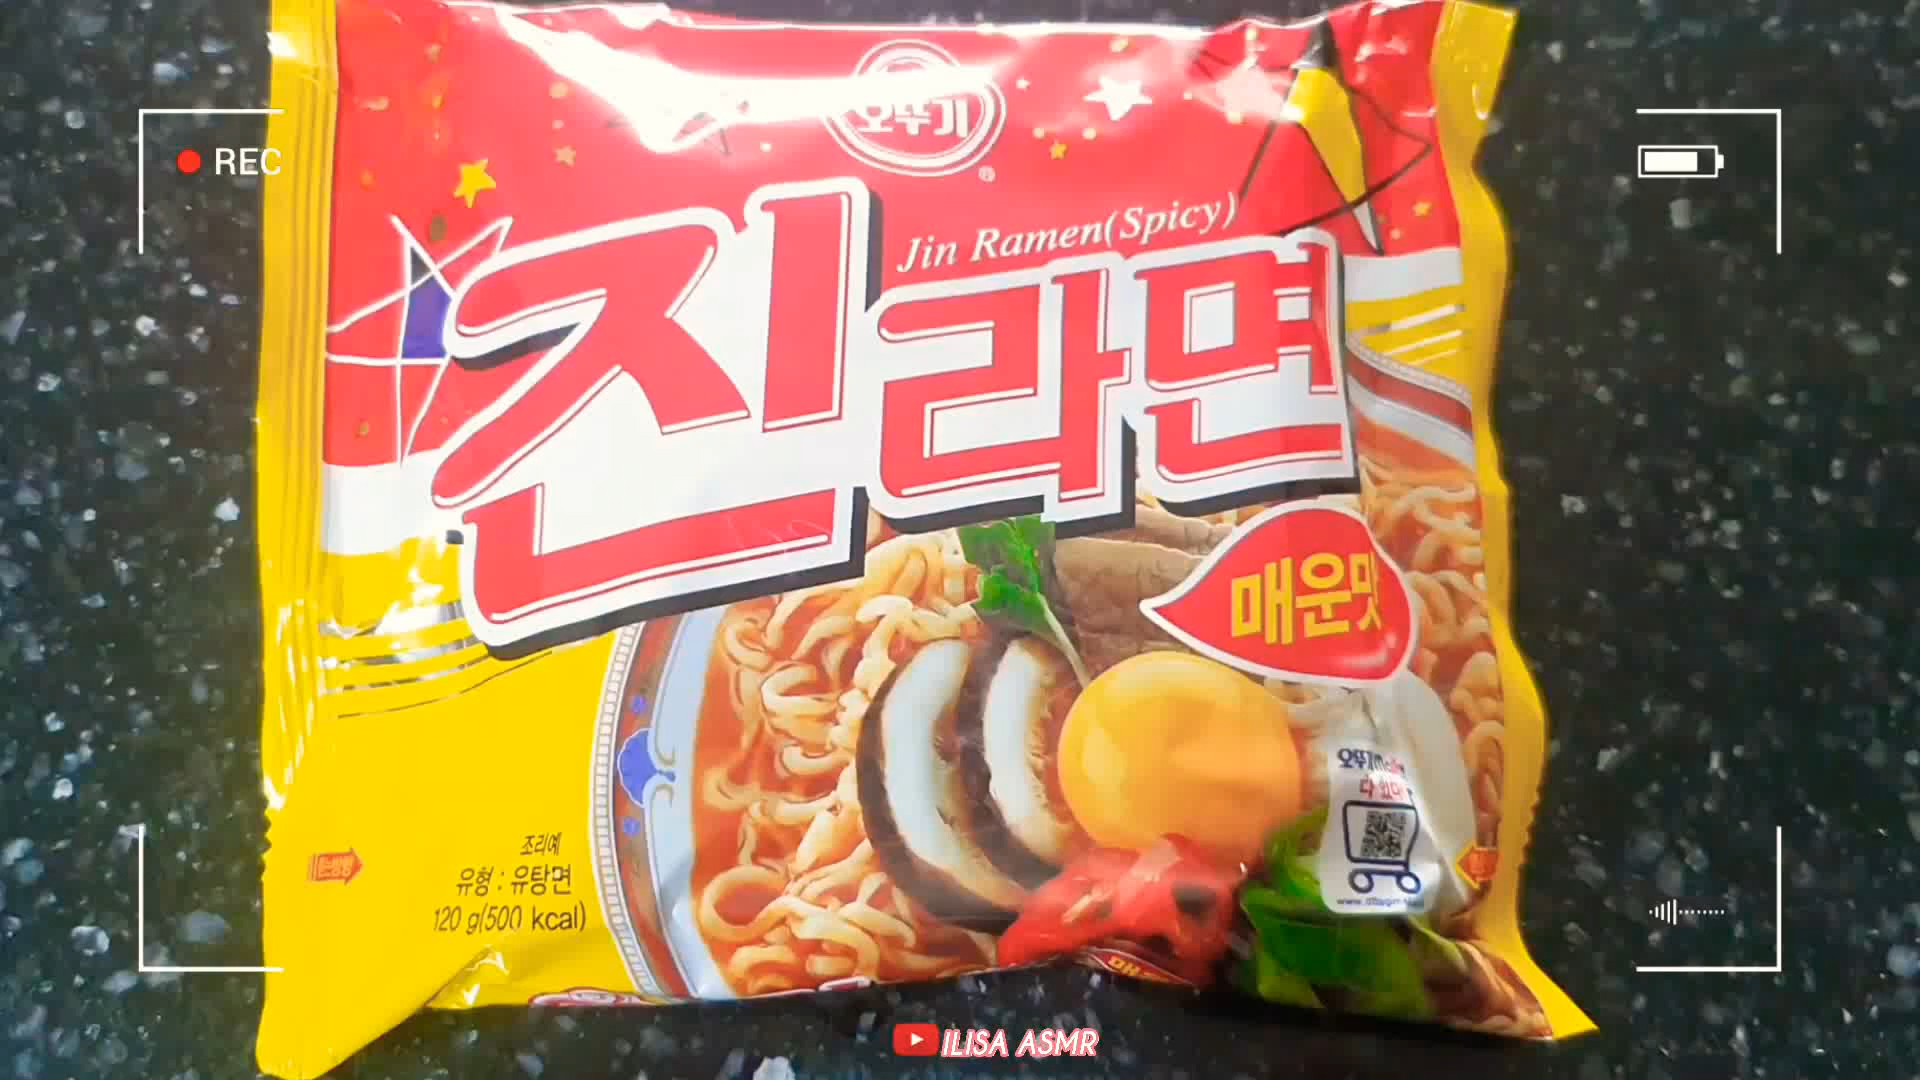 REC
오뚜기
®
Jin Ramen(Spicy)
진라면
매운맛
조리예
유형 : 유탕면
120 g(500 kcal)
ILISA ASMR